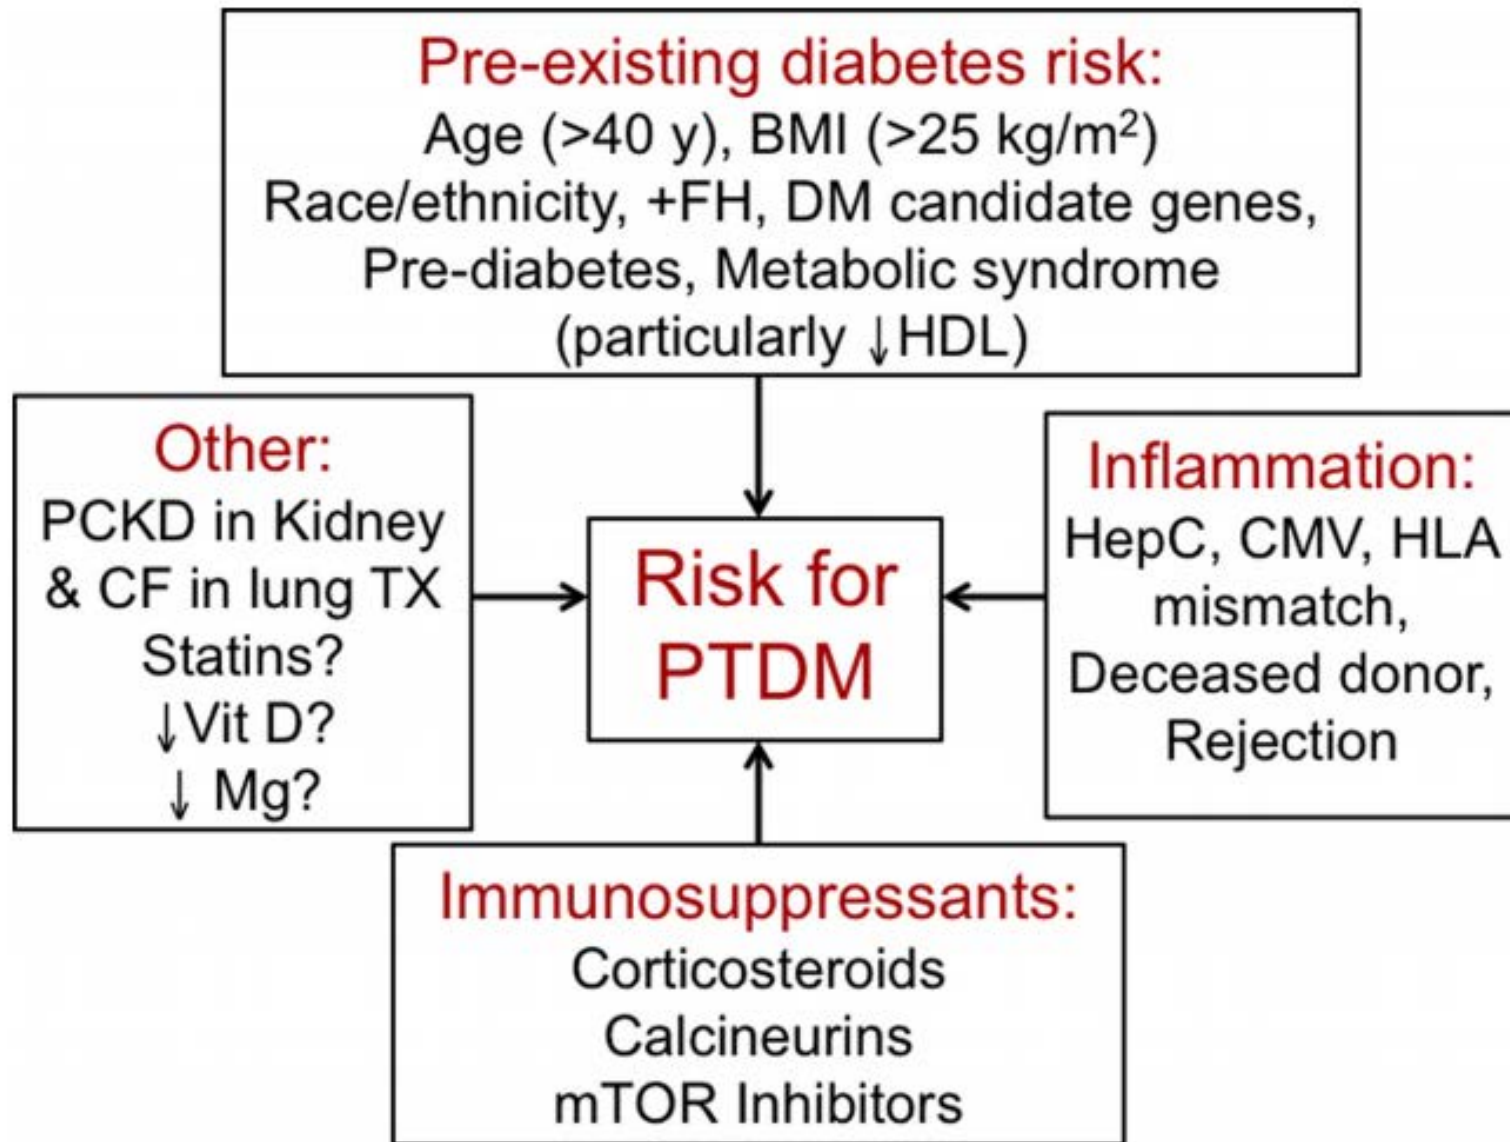 Pre-existing diabetes risk:
Age (>40 y), BMI (>25 kg/m²)
Race/ethnicity, +FH, DM candidate genes,
Pre-diabetes, Metabolic syndrome
(particularly ↓HDL)
Other:
PCKD in Kidney
& CF in lung TX
Statins?
↓Vit D?
↓ Mg?
Risk for
PTDM
Inflammation:
HepC, CMV, HLA
mismatch,
Deceased donor,
Rejection
Immunosuppressants:
Corticosteroids
Calcineurins
mTOR Inhibitors